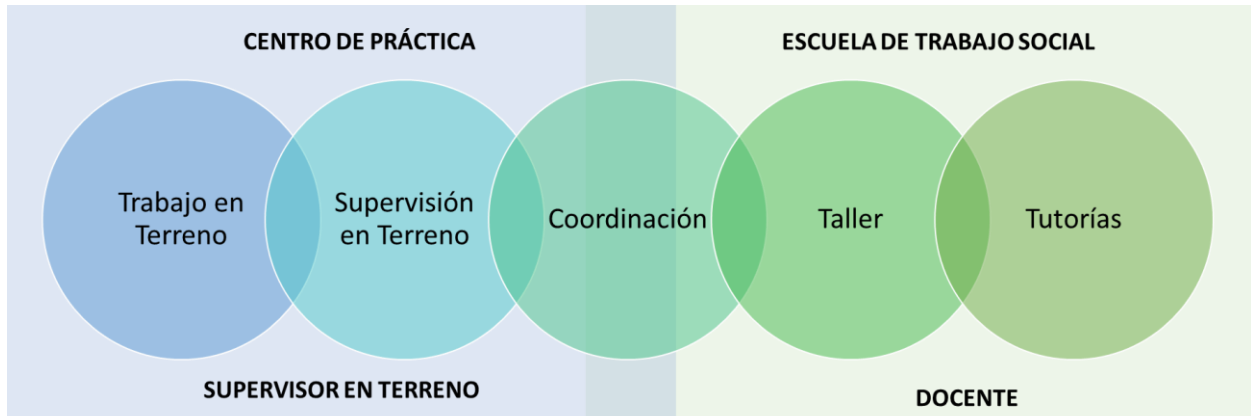 CENTRO DE PRÁCTICA
ESCUELA DE TRABAJO SOCIAL
Trabajo en
Terreno
Supervisión
en Terreno
Coordinación
Taller
Tutorías
SUPERVISOR EN TERRENO
DOCENTE